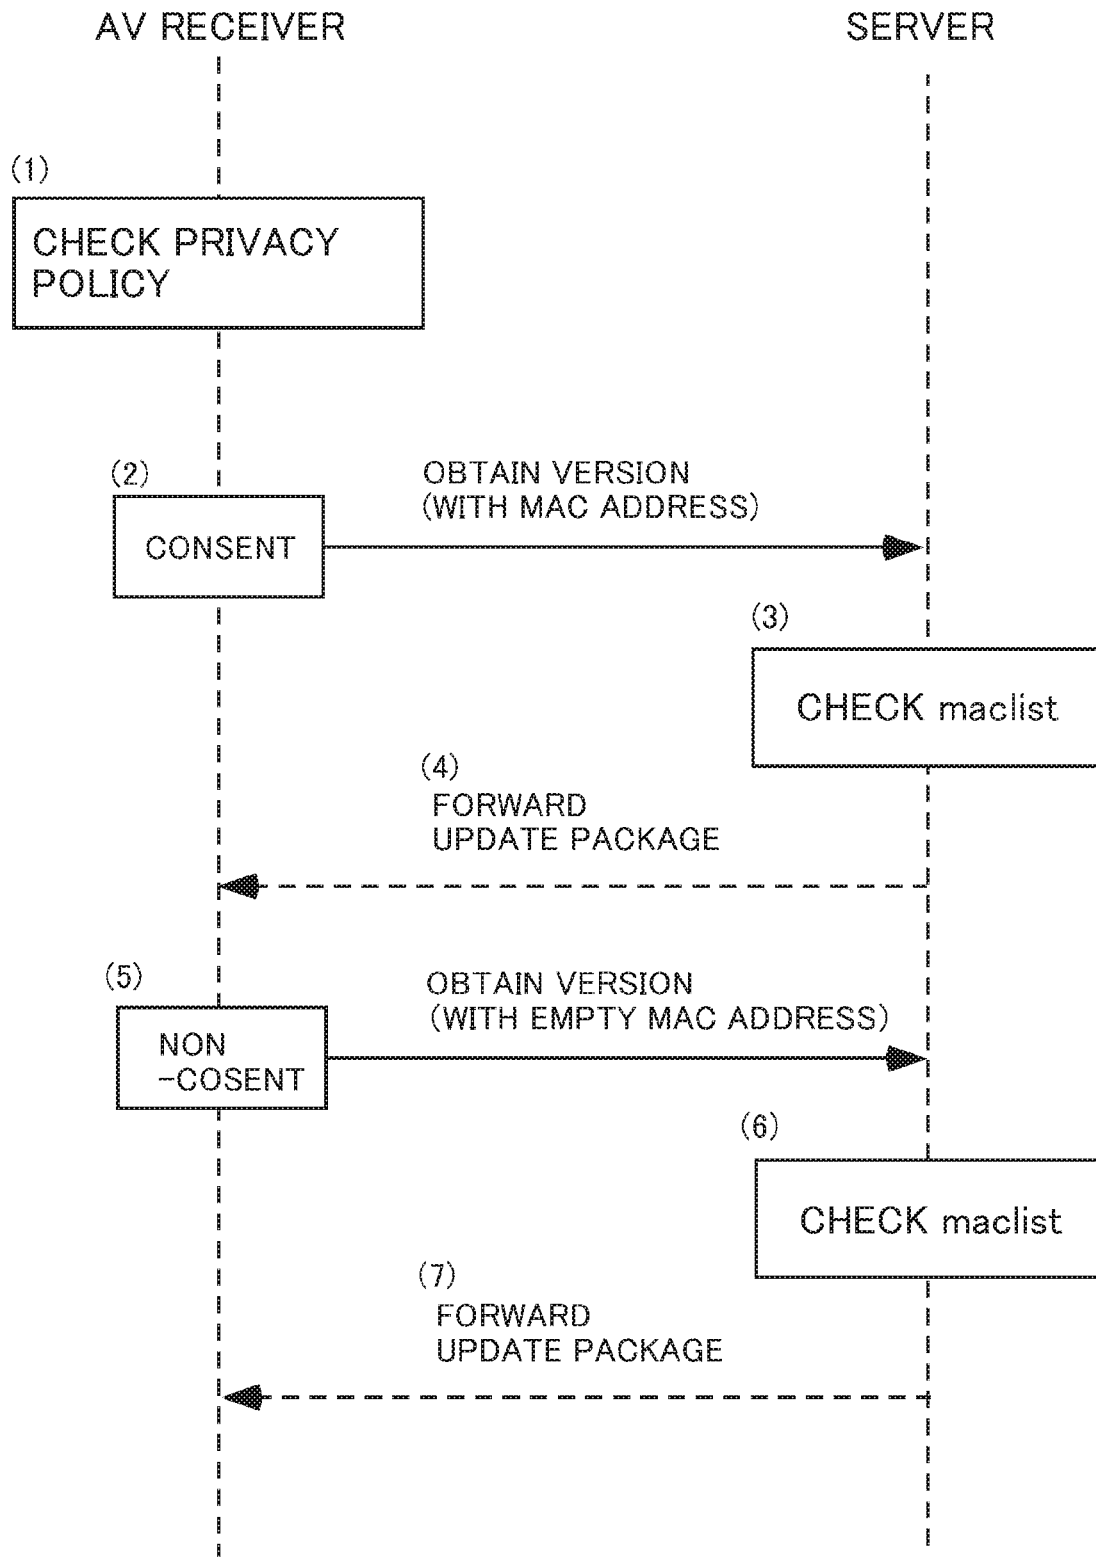 AV RECEIVER
SERVER
(1)
CHECK PRIVACY
POLICY
(2)
CONSENT
OBTAIN VERSION
(WITH MAC ADDRESS)
(3)
CHECK maclist
(4)
FORWARD
UPDATE PACKAGE
(5)
NON
-COSENT
OBTAIN VERSION
(WITH EMPTY MAC ADDRESS)
(6)
CHECK maclist
(7)
FORWARD
UPDATE PACKAGE